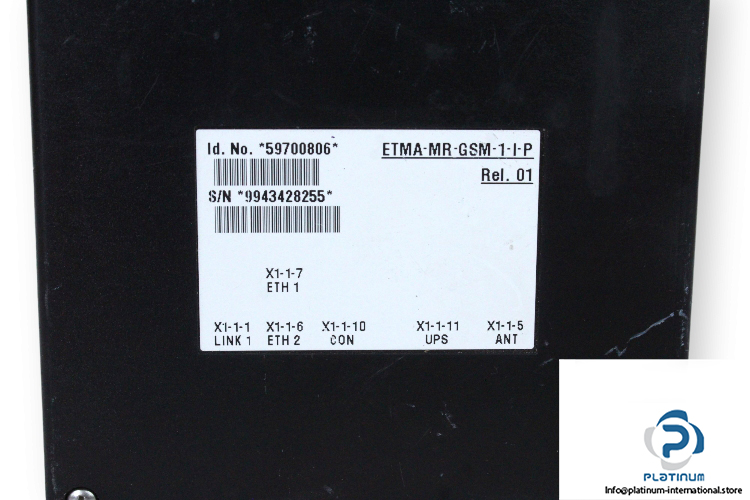 Id. No. *59700806* ETMA-MR-GSM-1-I-P
Rel. 01
S/N *9943428255*
X1-1-7
ETH 1
X1-1-1 X1-1-6 X1-1-10 X1-1-11 X1-1-5
LINK 1 ETH 2 CON UPS ANT
PLATINUM
Info@platinum-international.store